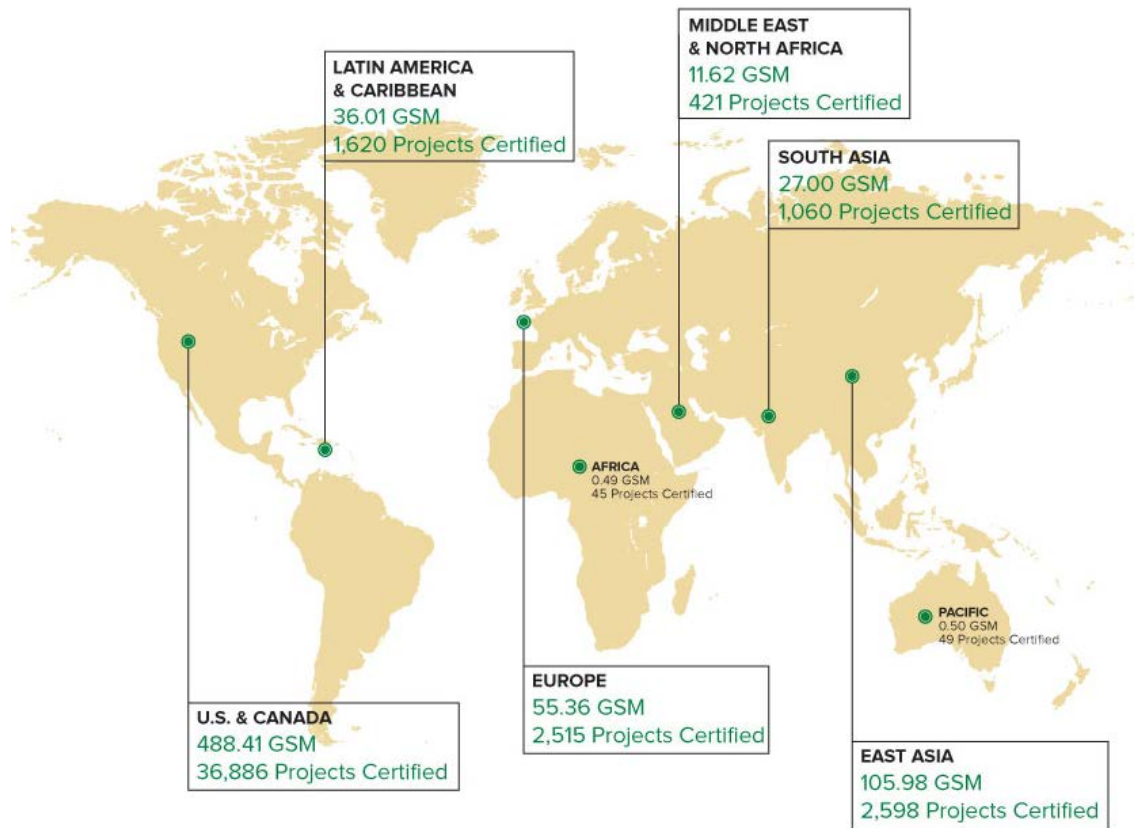 MIDDLE EAST
& NORTH AFRICA
11.62 GSM
421 Projects Certified
LATIN AMERICA
& CARIBBEAN
36.01 GSM
1,620 Projects Certified
SOUTH ASIA
27.00 GSM
1,060 Projects Certified
AFRICA
0.49 GSM
45 Projects Certified
PACIFIC
0.50 GSM
49 Projects Certified
EUROPE
55.36 GSM
2,515 Projects Certified
U.S. & CANADA
488.41 GSM
36,886 Projects Certified
EAST ASIA
105.98 GSM
2,598 Projects Certified